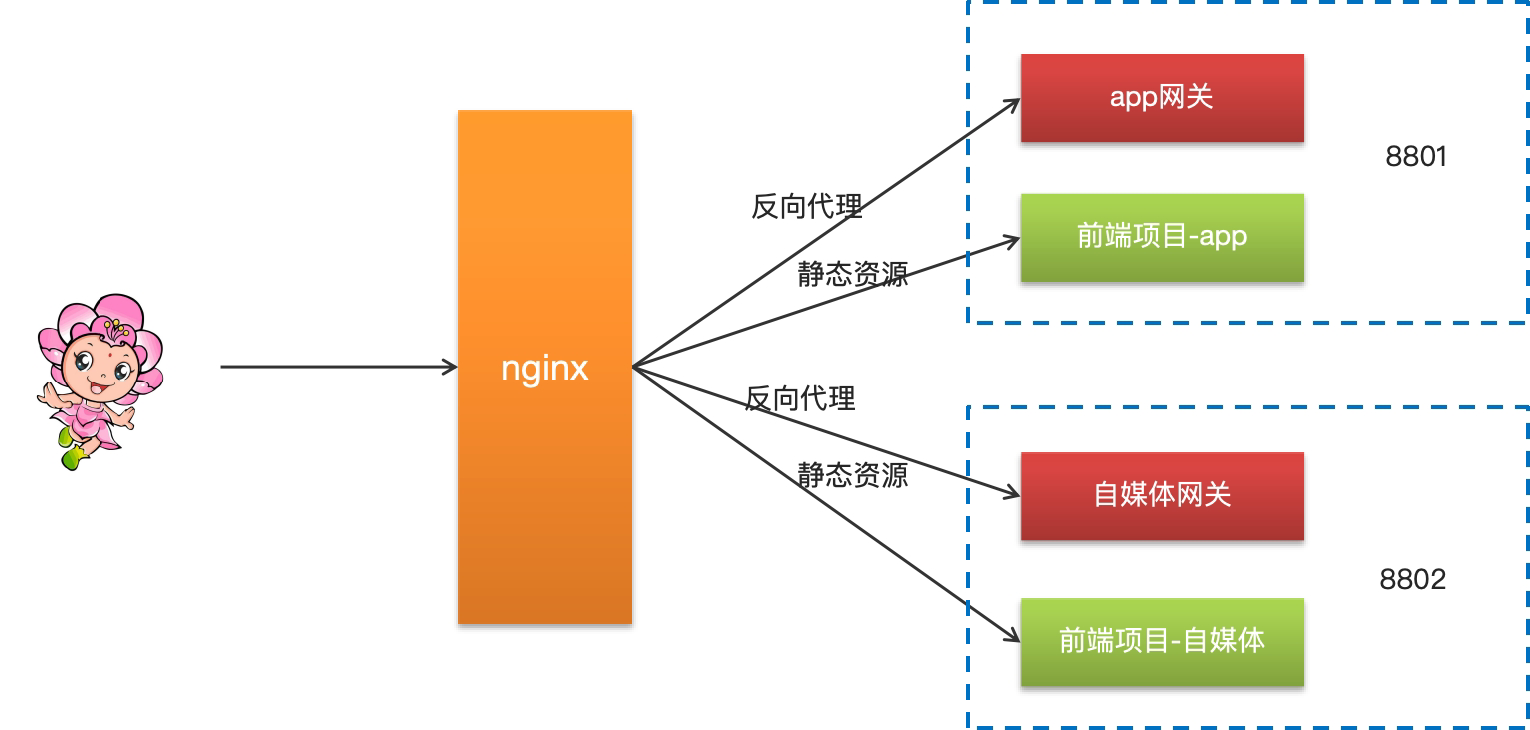 app网关
8801
反向代理
前端项目-app
静态资源
nginx
反向代理
静态资源
自媒体网关
8802
前端项目-自媒体